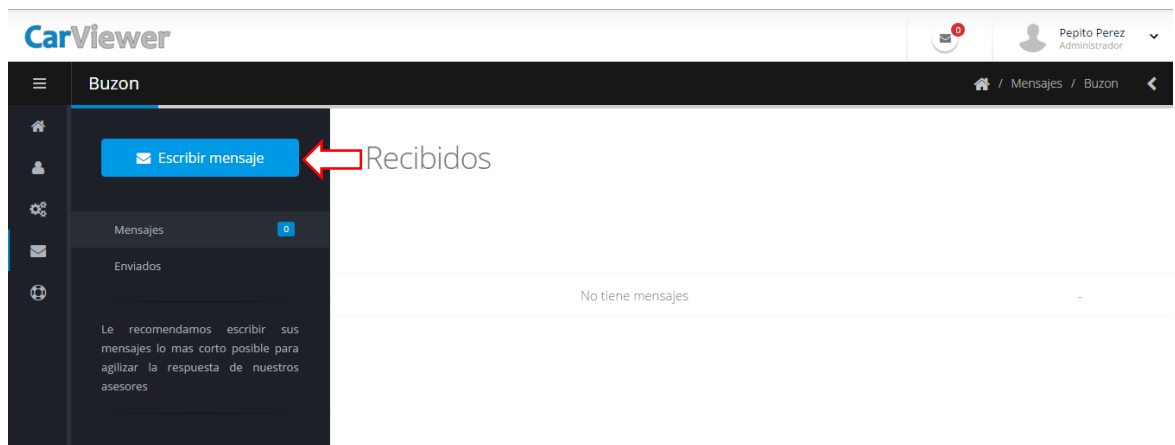 CarViewer
0
Pepito Perez
Administrador
Buzon
/ Mensajes / Buzon
Escribir mensaje
Recibidos
Mensajes
0
Enviados
No tiene mensajes
-
Le recomendamos escribir sus
mensajes lo mas corto posible para
agilizar la respuesta de nuestros
asesores